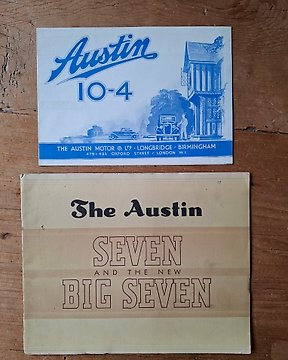 Austin
10-4
THE AUSTIN MOTOR Co LTD · LONGBRIDGE · BIRMINGHAM
479-483 OXFORD STREET · LONDON W.1
The Austin
SEVEN
AND THE NEW
BIG SEVEN